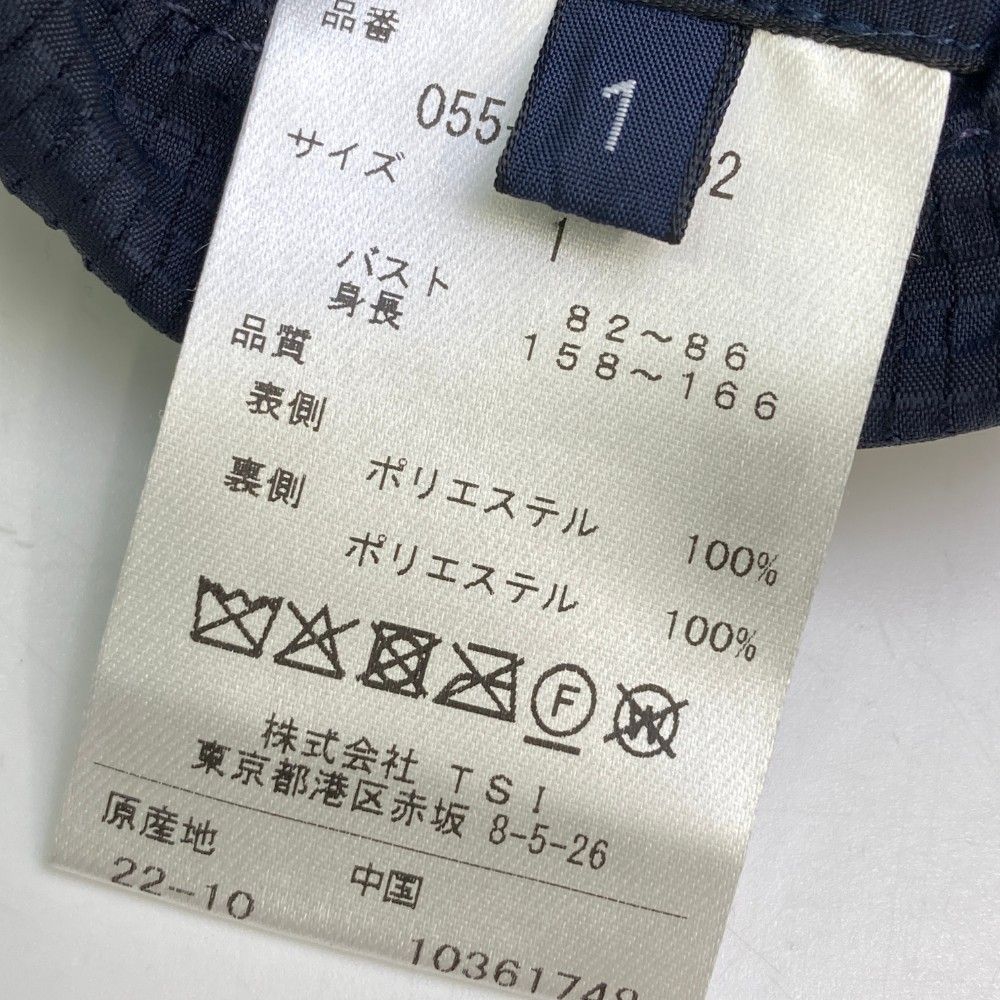 品番
055-
02
1
サイズ
1
バスト 82～86
身長 158～166
品質
表側
ポリエステル 100%
裏側
ポリエステル 100%
F
W
株式会社 TSI
東京都港区赤坂 8-5-26
原産地 中国
22-10
10361748